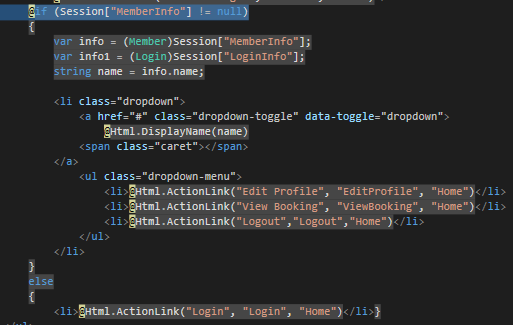 @if (Session["MemberInfo"] != null)
{
var info = (Member)Session["MemberInfo"];
var info1 = (Login)Session["LoginInfo"];
string name = info.name;
<li class="dropdown">
<a href="#" class="dropdown-toggle" data-toggle="dropdown">
@Html.DisplayName(name)
<span class="caret"></span>
</a>
<ul class="dropdown-menu">
<li>@Html.ActionLink("Edit Profile", "EditProfile", "Home")</li>
<li>@Html.ActionLink("View Booking", "ViewBooking", "Home")</li>
<li>@Html.ActionLink("Logout","Logout","Home")</li>
</ul>
</li>
}
else
{
<li>@Html.ActionLink("Login", "Login", "Home")</li>}